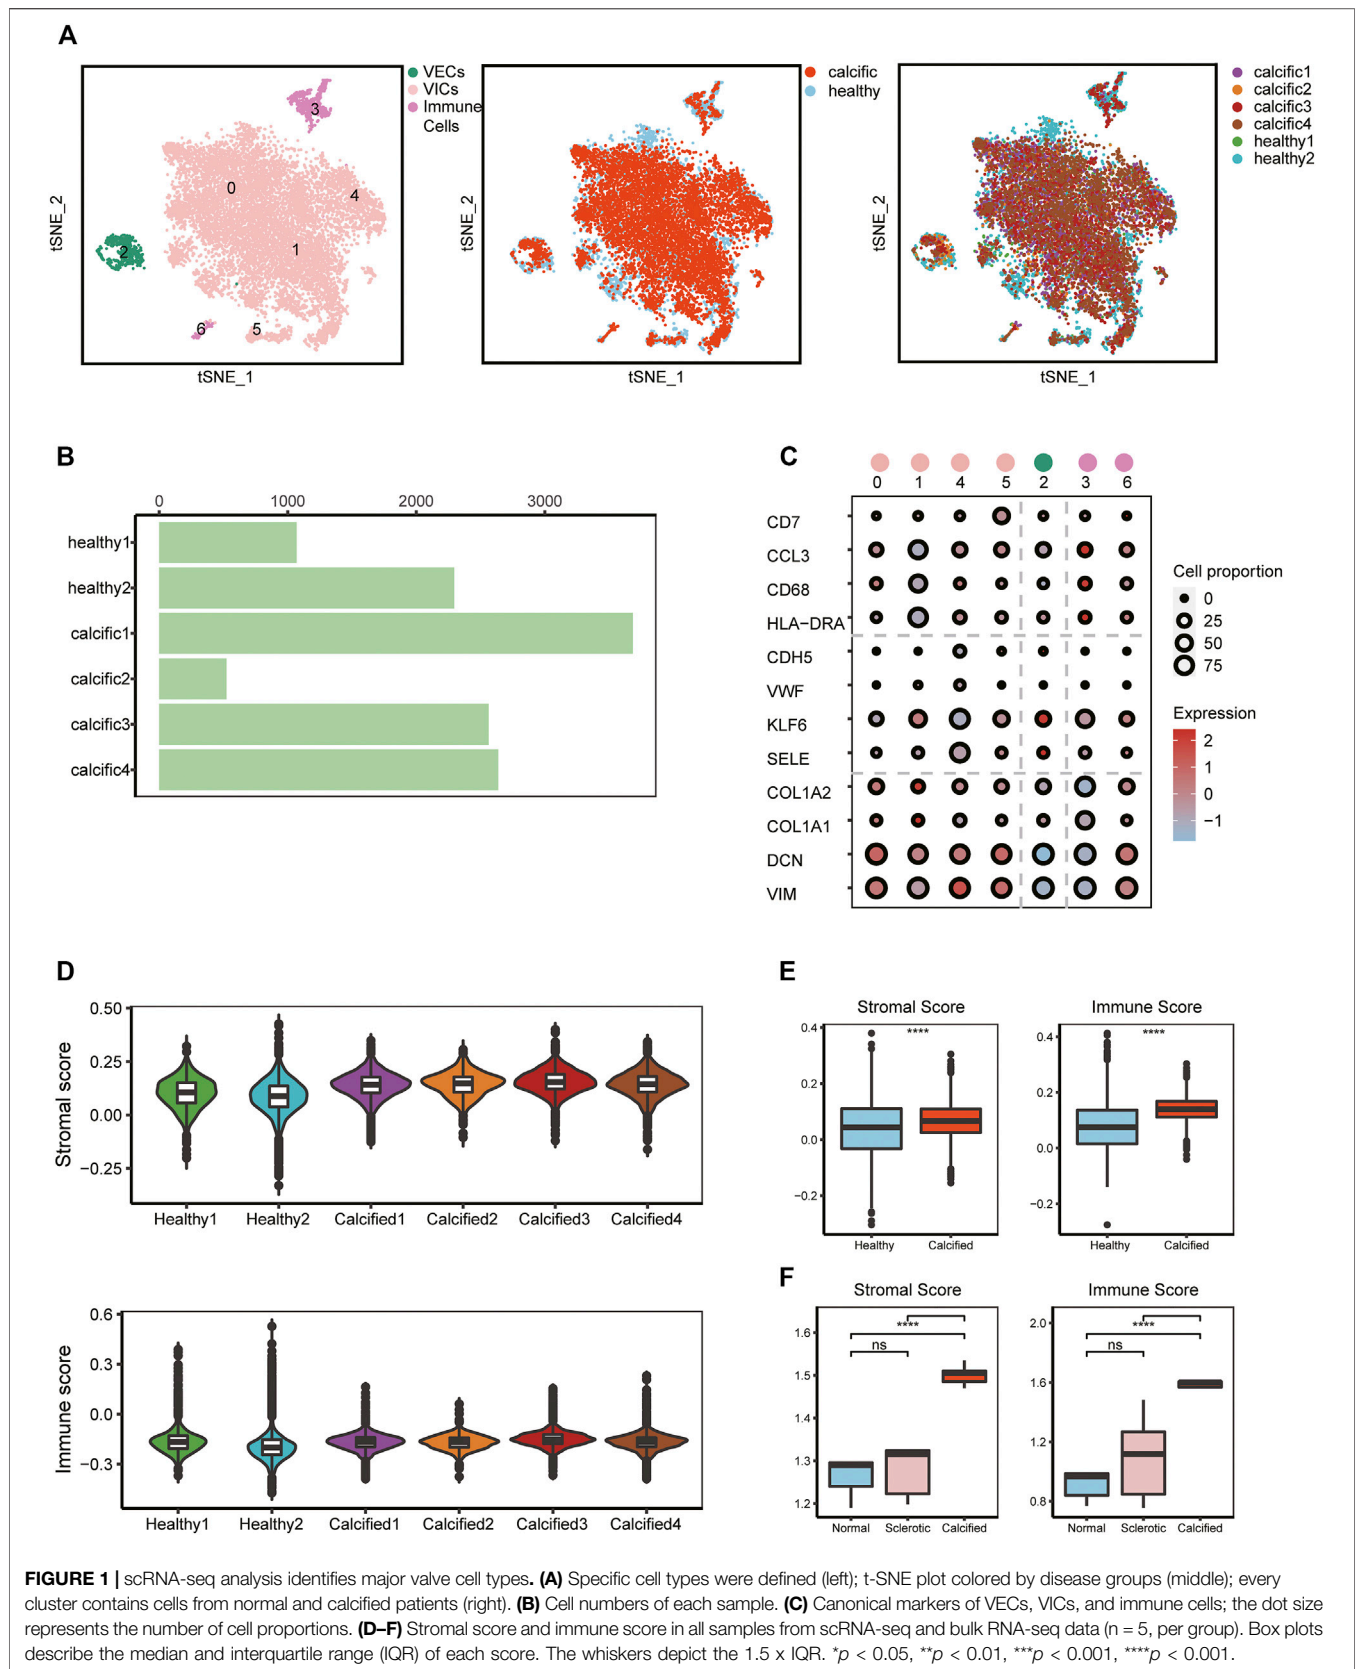 A
VECs
VICs
Immune
Cells
0
1
2
3
4
5
6
tSNE_2
tSNE_1
calcific
healthy
tSNE_2
tSNE_1
calcific1
calcific2
calcific3
calcific4
healthy1
healthy2
tSNE_2
tSNE_1
B
0 1000 2000 3000
healthy1
healthy2
calcific1
calcific2
calcific3
calcific4
C
0 1 4 5 2 3 6
CD7
CCL3
CD68
HLA−DRA
CDH5
VWF
KLF6
SELE
COL1A2
COL1A1
DCN
VIM
Cell proportion
0
25
50
75
Expression
2
1
0
−1
D
Stromal score
0.50
0.25
0.00
−0.25
Healthy1 Healthy2 Calcified1 Calcified2 Calcified3 Calcified4
Immune score
0.6
0.3
0.0
−0.3
Healthy1 Healthy2 Calcified1 Calcified2 Calcified3 Calcified4
E
Stromal Score
****
0.4
0.2
0.0
−0.2
Healthy Calcified
Immune Score
****
0.4
0.2
0.0
−0.2
Healthy Calcified
F
Stromal Score
****
ns
1.6
1.5
1.4
1.3
1.2
Normal Sclerotic Calcified
Immune Score
****
ns
2.0
1.6
1.2
0.8
Normal Sclerotic Calcified
FIGURE 1 | scRNA-seq analysis identifies major valve cell types. (A) Specific cell types were defined (left); t-SNE plot colored by disease groups (middle); every
cluster contains cells from normal and calcified patients (right). (B) Cell numbers of each sample. (C) Canonical markers of VECs, VICs, and immune cells; the dot size
represents the number of cell proportions. (D–F) Stromal score and immune score in all samples from scRNA-seq and bulk RNA-seq data (n = 5, per group). Box plots
describe the median and interquartile range (IQR) of each score. The whiskers depict the 1.5 x IQR. *p < 0.05, **p < 0.01, ***p < 0.001, ****p < 0.001.